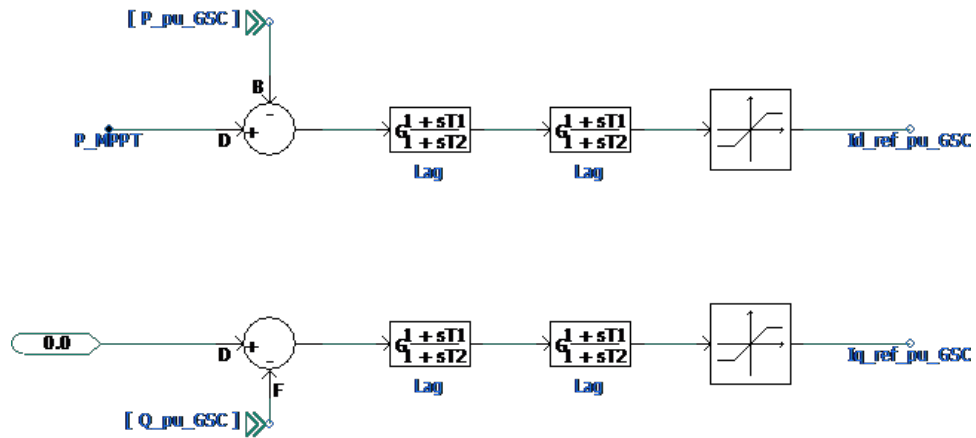 [ P_pu_GSC ]
B
-
P_MPPT
D
+
G 1 + sT1
1 + sT2
Lag
G 1 + sT1
1 + sT2
Lag
Id_ref_pu_GSC
0.0
D
+
-
F
G 1 + sT1
1 + sT2
Lag
G 1 + sT1
1 + sT2
Lag
Iq_ref_pu_GSC
[ Q_pu_GSC ]